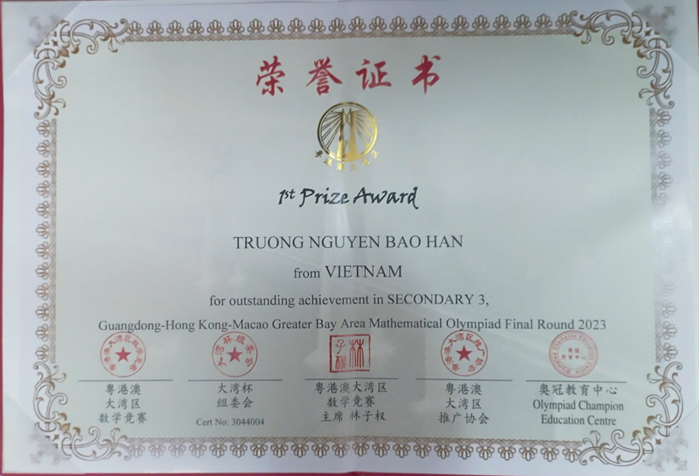 荣誉证书
1st Prize Award
TRUONG NGUYEN BAO HAN
from VIETNAM
for outstanding achievement in SECONDARY 3,
Guangdong-Hong Kong-Macao Greater Bay Area Mathematical Olympiad Final Round 2023
粤港澳
大湾区
数学竞赛
大湾杯
组委会
Cert No: 3044004
粤港澳大湾区
数学竞赛
主席 林子权
粤港澳
大湾区
推广协会
奥冠教育中心
Olympiad Champion
Education Centre